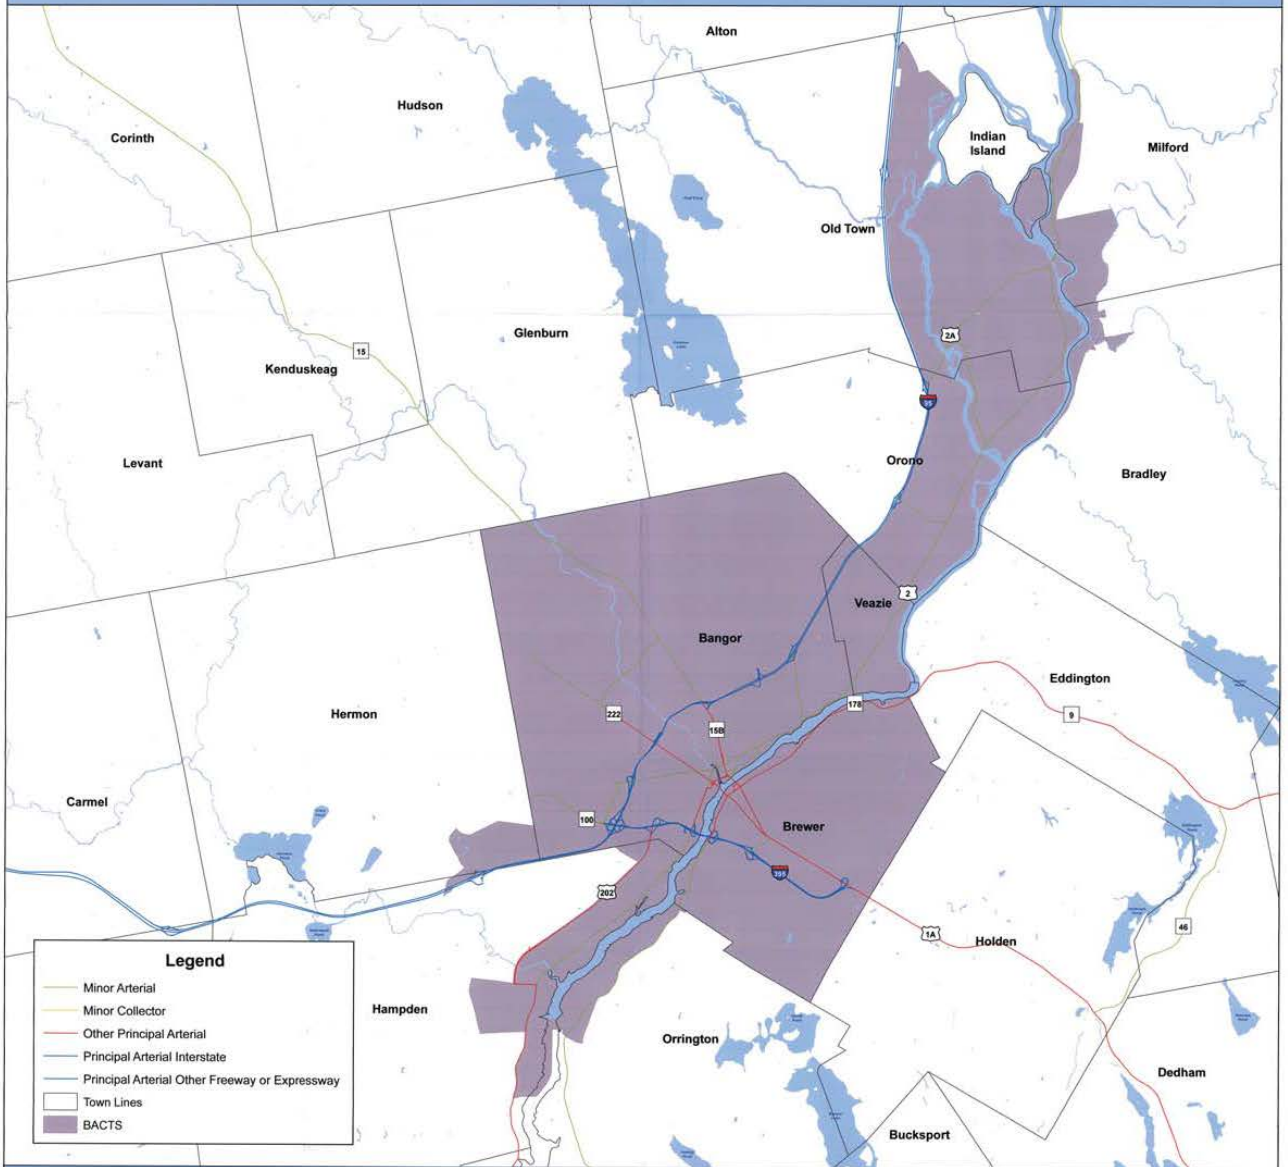 Alton
Hudson
Corinth
Indian
Island
Milford
Old Town
Glenburn
2A
15
Kenduskeag
95
Levant
Orono
Bradley
2
Veazie
Bangor
Eddington
178
222
Hermon
9
15B
Carmel
100
Brewer
395
202
46
1A
Holden
Legend
Minor Arterial
Minor Collector
Other Principal Arterial
Principal Arterial Interstate
Principal Arterial Other Freeway or Expressway
Town Lines
BACTS
Hampden
Orrington
Dedham
Bucksport